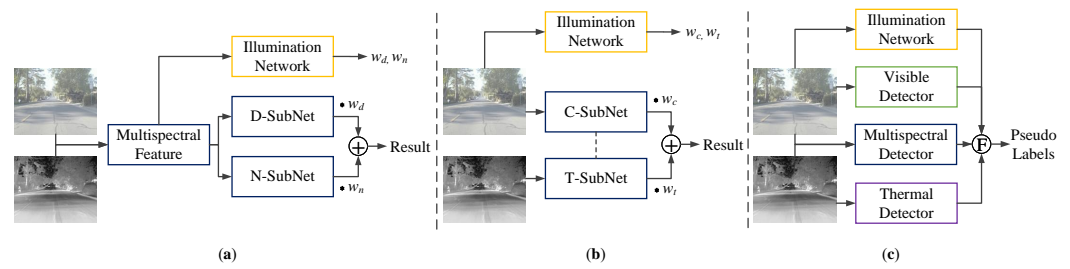 Illumination
Network
w_d, w_n
D-SubNet
• w_d
Multispectral
Feature
+
Result
N-SubNet
• w_n
(a)
Illumination
Network
w_c, w_t
C-SubNet
• w_c
+
Result
T-SubNet
• w_t
(b)
Illumination
Network
Visible
Detector
Multispectral
Detector
F
Pseudo
Labels
Thermal
Detector
(c)